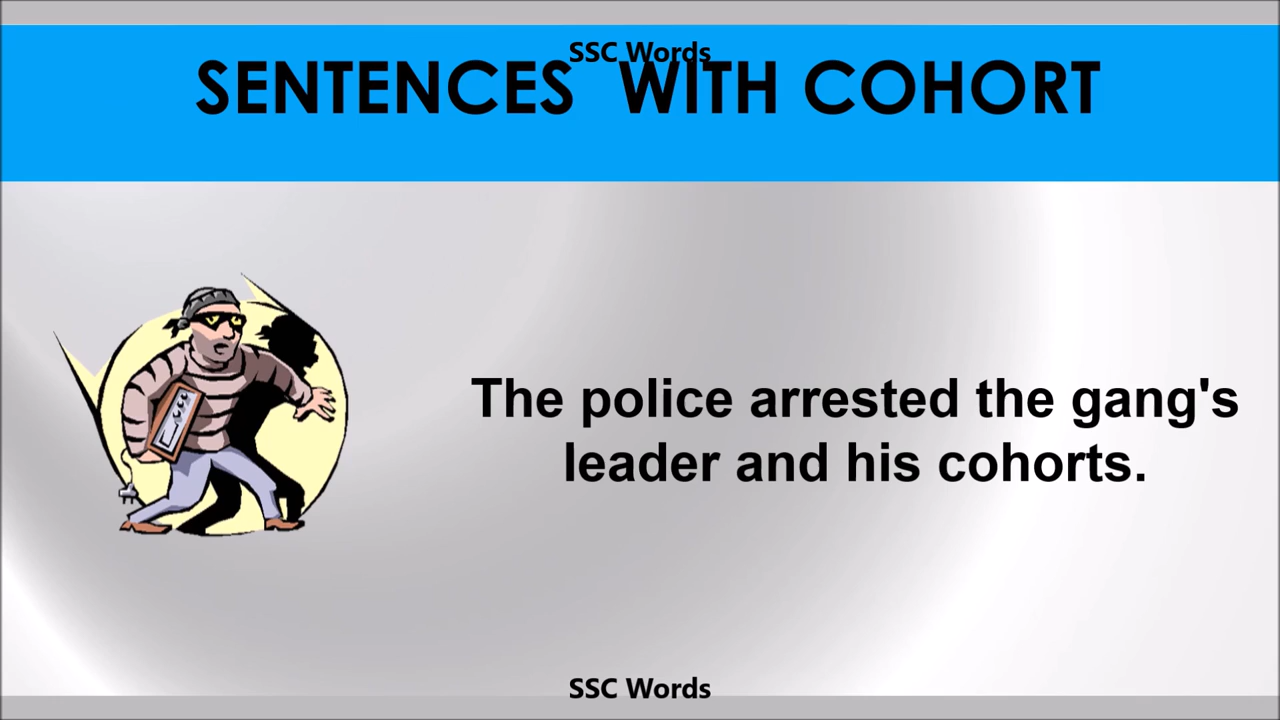 SSC Words
SENTENCES WITH COHORT
The police arrested the gang's
leader and his cohorts.
SSC Words